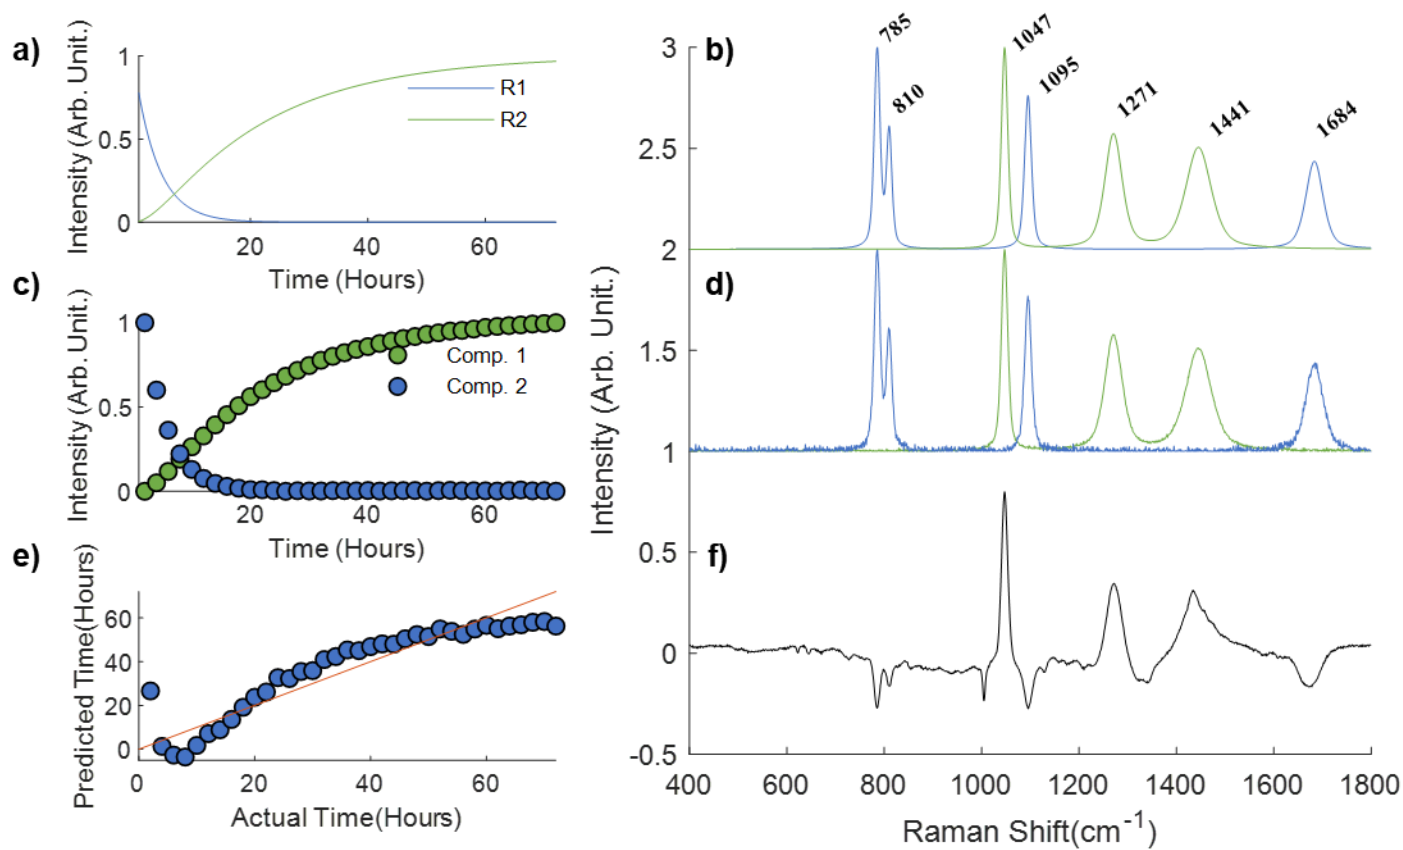 a)
Intensity (Arb. Unit.)
1
0.5
0
20
40
60
R1
R2
Time (Hours)
b)
785
810
1047
1095
1271
1441
1684
3
2.5
2
c)
Intensity (Arb. Unit.)
1
0.5
0
20
40
60
Comp. 1
Comp. 2
Time (Hours)
d)
1.5
1
Intensity (Arb. Unit.)
e)
Predicted Time(Hours)
60
40
20
0
0
20
40
60
Actual Time(Hours)
f)
0.5
0
-0.5
400
600
800
1000
1200
1400
1600
1800
Raman Shift(cm⁻¹)